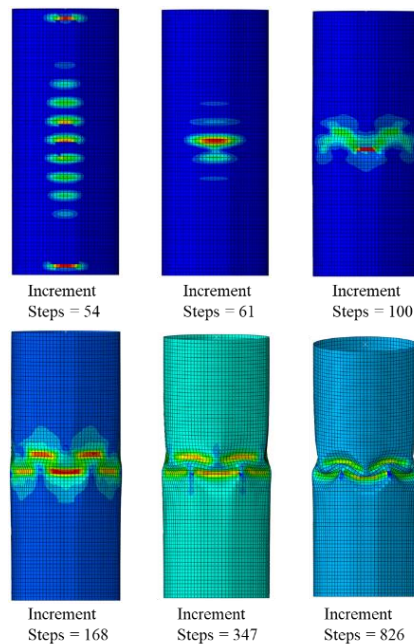 Increment
Steps = 54
Increment
Steps = 61
Increment
Steps = 100
Increment
Steps = 168
Increment
Steps = 347
Increment
Steps = 826